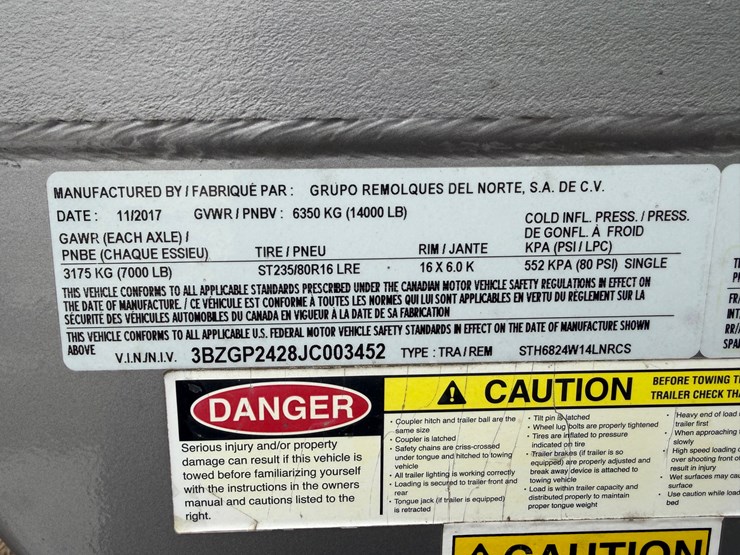 MANUFACTURED BY / FABRIQUÉ PAR : GRUPO REMOLQUES DEL NORTE, S.A. DE C.V.
DATE : 11/2017 GVWR / PNBV : 6350 KG (14000 LB)
COLD INFL. PRESS. / PRESS.
DE GONFL. À FROID
GAWR (EACH AXLE) /
PNBE (CHAQUE ESSIEU) TIRE / PNEU RIM / JANTE KPA (PSI / LPC)
3175 KG (7000 LB) ST235/80R16 LRE 16 X 6.0 K 552 KPA (80 PSI) SINGLE
THIS VEHICLE CONFORMS TO ALL APPLICABLE STANDARDS PRESCRIBED UNDER THE CANADIAN MOTOR VEHICLE SAFETY REGULATIONS IN EFFECT ON
THE DATE OF MANUFACTURE. / CE VÉHICULE EST CONFORME À TOUTES LES NORMES QUI LUI SONT APPLICABLES EN VERTU DU RÈGLEMENT SUR LA
SÉCURITE DES VÉHICULES AUTOMOBILES DU CANADA EN VIGUEUR À LA DATE DE SA FABRICATION
THIS VEHICLE CONFORMS TO ALL APPLICABLE U.S. FEDERAL MOTOR VEHICLE SAFETY STANDARDS IN EFFECT ON THE DATE OF MANUFACTURE SHOWN
ABOVE V.I.N./N.I.V. 3BZGP2428JC003452 TYPE : TRA / REM STH6824W14LNRCS
DANGER
Serious injury and/or property
damage can result if this vehicle is
towed before familiarizing yourself
with the instructions in the owners
manual and cautions listed to the
right.
CAUTION
BEFORE TOWING
TRAILER CHECK
• Coupler hitch and trailer ball are the
same size
• Coupler is latched
• Safety chains are criss-crossed
under tongue and hitched to towing
vehicle
• All trailer lighting is working correctly
• Loading is secured to trailer front and
rear
• Tongue jack (if trailer is equipped)
is retracted
• Tilt pin is latched
• Wheel lug bolts are properly tightened
• Tires are inflated to pressure
indicated on tire
• Trailer brakes (if trailer is so
equipped) are properly adjusted and
break away device is attached to
towing vehicle
• Load is within trailer capacity and
distributed properly to maintain
proper tongue weight
• Heavy end of load
trailer first
• When approaching
slowly
• High speed loading
over shooting front of
result in injury
• Wet surfaces may
surface
• Use caution while
bed
CAUTION